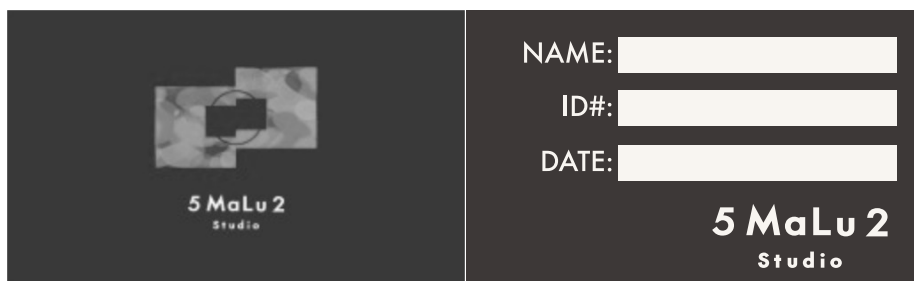 5 MaLu 2
Studio
NAME:
ID#:
DATE:
5 MaLu 2
Studio